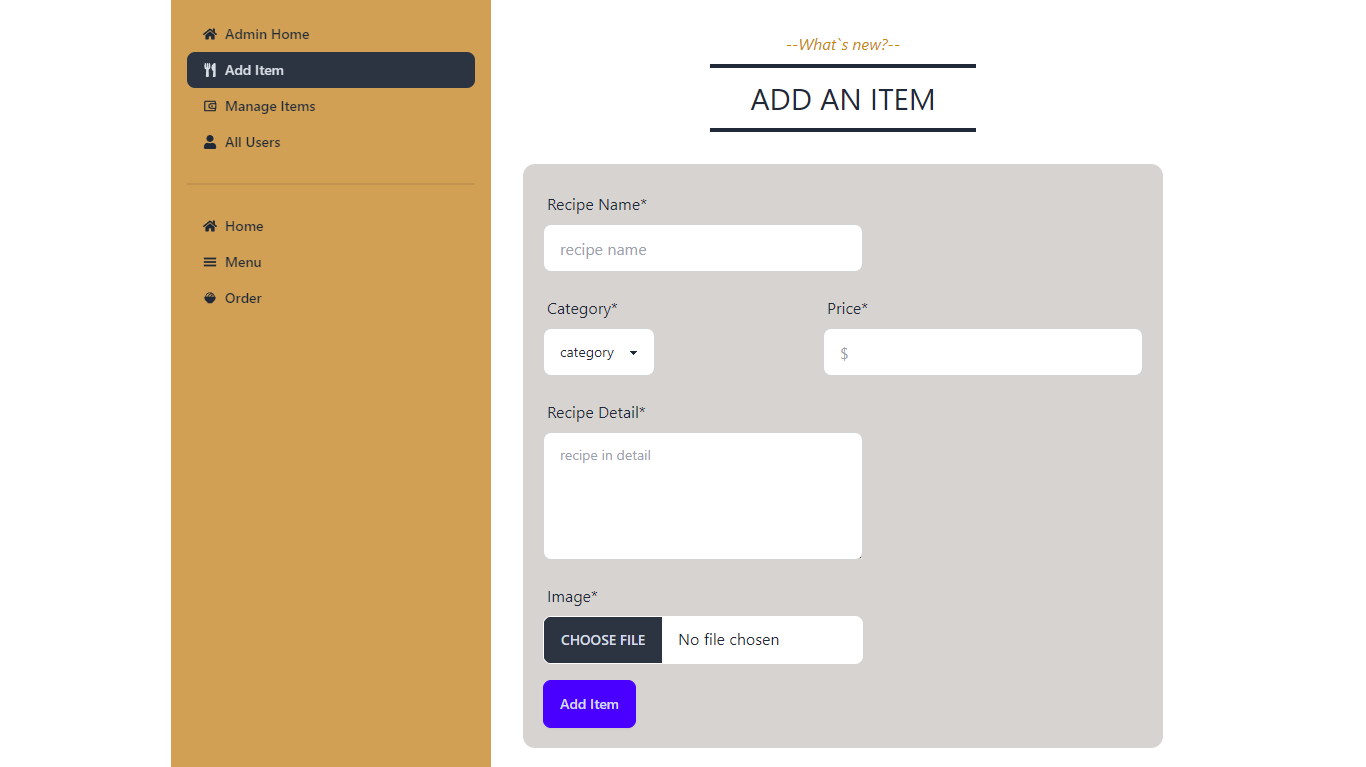 Admin Home
Add Item
Manage Items
All Users
Home
Menu
Order
--What`s new?--
ADD AN ITEM
Recipe Name*
recipe name
Category* Price*
category $
Recipe Detail*
recipe in detail
Image*
CHOOSE FILE No file chosen
Add Item